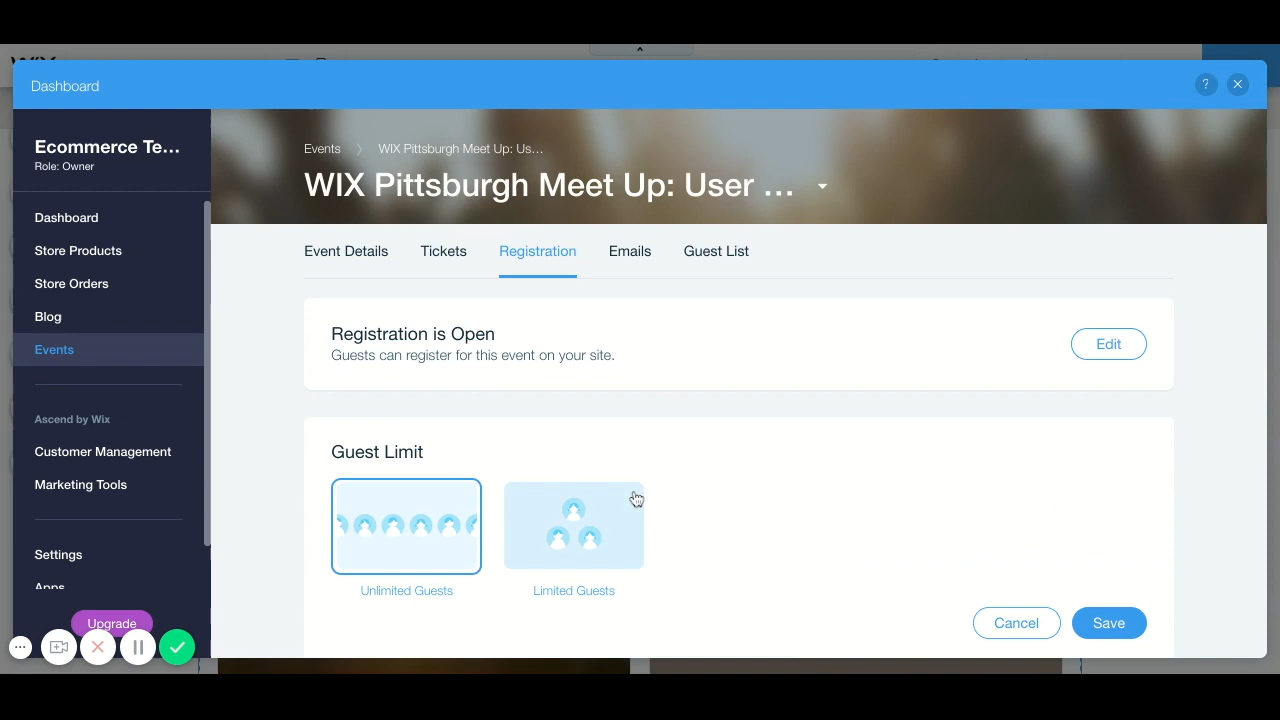 Dashboard
?
Ecommerce Te...
Role: Owner
Dashboard
Store Products
Store Orders
Blog
Events
Ascend by Wix
Customer Management
Marketing Tools
Settings
Apps
Upgrade
Events
WIX Pittsburgh Meet Up: Us...
WIX Pittsburgh Meet Up: User ...
Event Details
Tickets
Registration
Emails
Guest List
Registration is Open
Guests can register for this event on your site.
Edit
Guest Limit
Unlimited Guests
Limited Guests
Cancel
Save